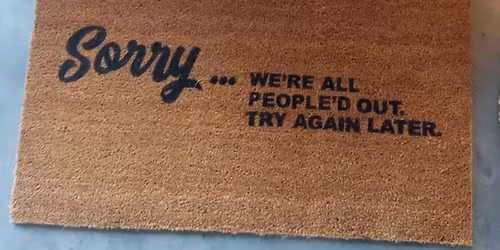 Sorry...
WE'RE ALL
PEOPLE'D OUT.
TRY AGAIN LATER.